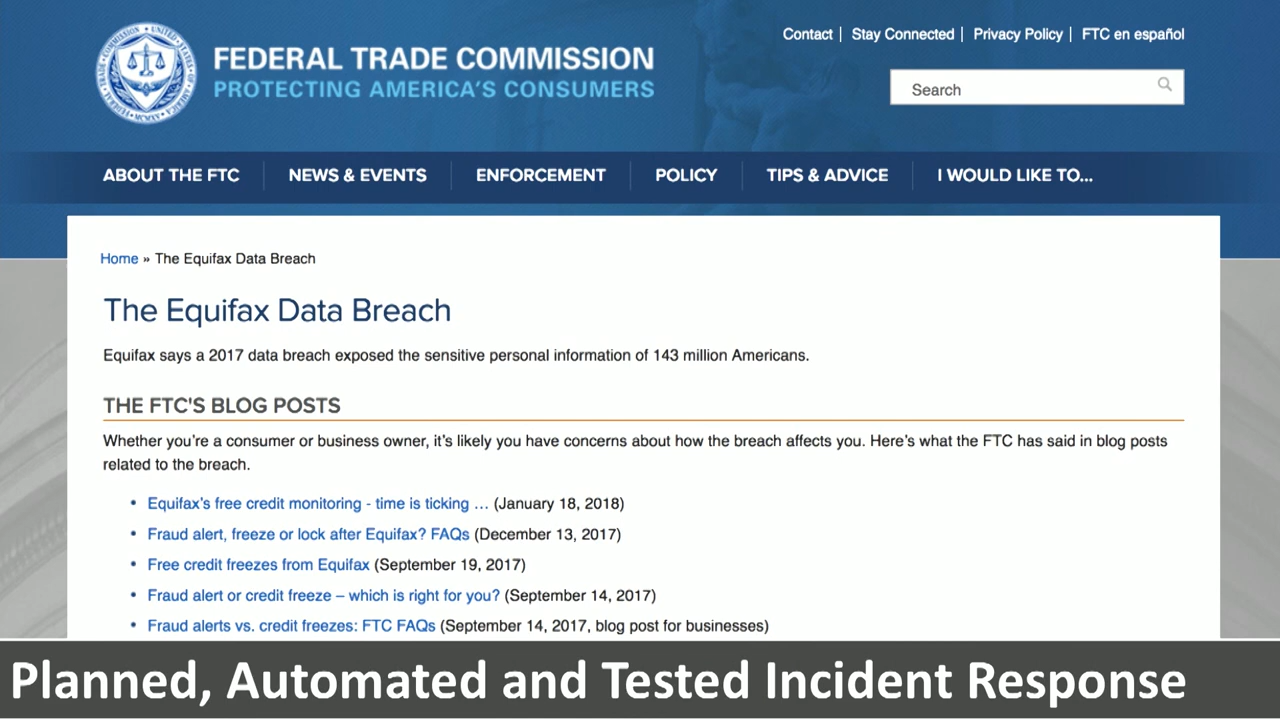 Contact | Stay Connected | Privacy Policy | FTC en español
FEDERAL TRADE COMMISSION
PROTECTING AMERICA'S CONSUMERS
Search
ABOUT THE FTC
NEWS & EVENTS
ENFORCEMENT
POLICY
TIPS & ADVICE
I WOULD LIKE TO...
Home » The Equifax Data Breach
The Equifax Data Breach
Equifax says a 2017 data breach exposed the sensitive personal information of 143 million Americans.
THE FTC'S BLOG POSTS
Whether you're a consumer or business owner, it's likely you have concerns about how the breach affects you. Here's what the FTC has said in blog posts
related to the breach.
• Equifax's free credit monitoring - time is ticking … (January 18, 2018)
• Fraud alert, freeze or lock after Equifax? FAQs (December 13, 2017)
• Free credit freezes from Equifax (September 19, 2017)
• Fraud alert or credit freeze – which is right for you? (September 14, 2017)
• Fraud alerts vs. credit freezes: FTC FAQs (September 14, 2017, blog post for businesses)
Planned, Automated and Tested Incident Response